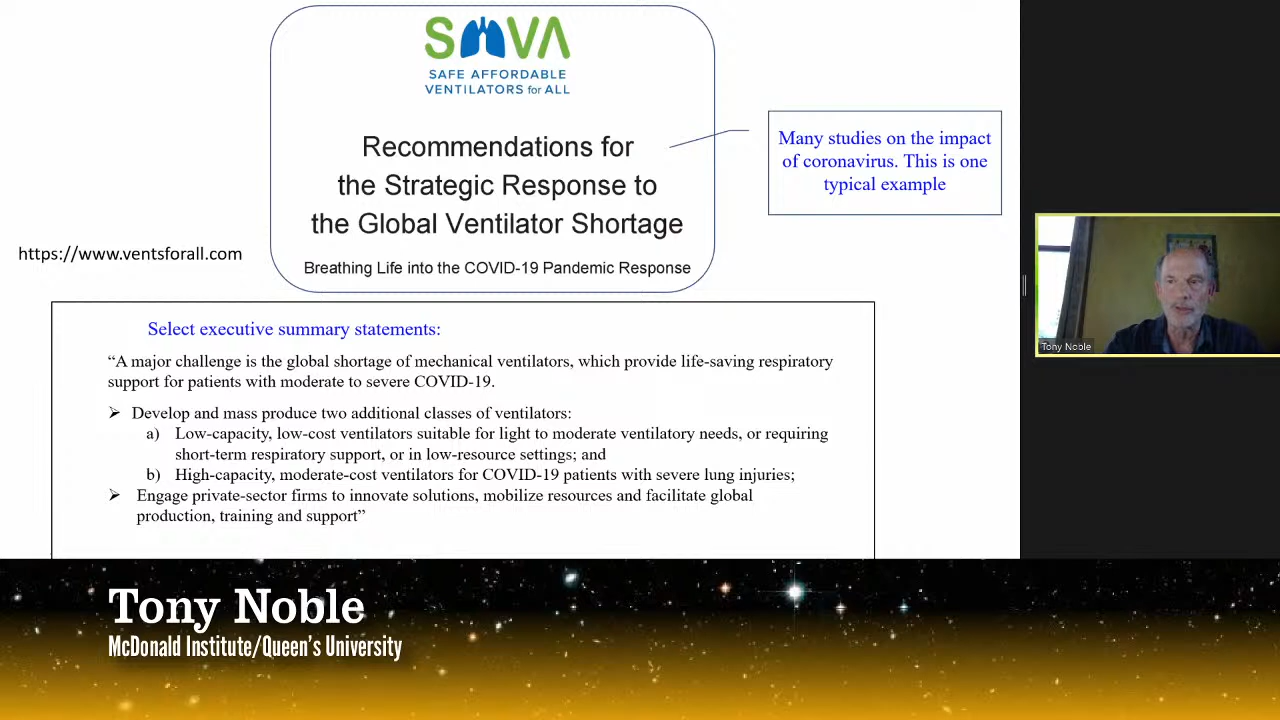 SAVA
SAFE AFFORDABLE
VENTILATORS for ALL
Recommendations for
the Strategic Response to
the Global Ventilator Shortage
Breathing Life into the COVID-19 Pandemic Response
Many studies on the impact
of coronavirus. This is one
typical example
https://www.ventsforall.com
Select executive summary statements:
“A major challenge is the global shortage of mechanical ventilators, which provide life-saving respiratory
support for patients with moderate to severe COVID-19.
➢ Develop and mass produce two additional classes of ventilators:
a) Low-capacity, low-cost ventilators suitable for light to moderate ventilatory needs, or requiring
short-term respiratory support, or in low-resource settings; and
b) High-capacity, moderate-cost ventilators for COVID-19 patients with severe lung injuries;
➢ Engage private-sector firms to innovate solutions, mobilize resources and facilitate global
production, training and support”
Tony Noble
Tony Noble
McDonald Institute/Queen's University